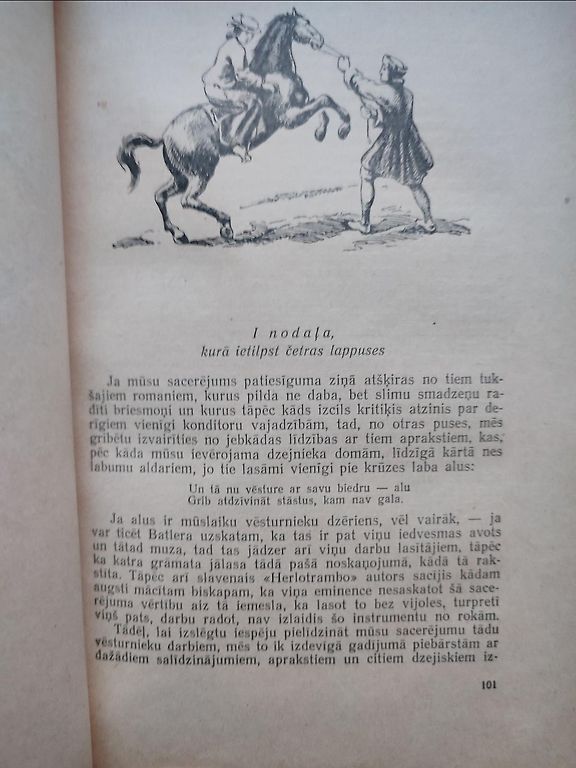 I nodaļa,
kurā ietilpst četras lappuses
Ja mūsu sacerējums patiesīguma ziņā atšķiras no tiem tuk-
šajiem romaniem, kurus pilda ne daba, bet slimu smadzeņu ra-
dīti briesmoņi un kurus tāpēc kāds izcils kritiķis atzinis par de-
rīgiem vienīgi konditoru vajadzībām, tad, no otras puses, mēs
gribētu izvairīties no jebkādas līdzības ar tiem aprakstiem, kas,
pēc kāda mūsu ievērojama dzejnieka domām, līdzīgā kārtā nes
labumu aldariem, jo tie lasāmi vienīgi pie krūzes laba alus:
Un tā nu vēsture ar savu biedru — alu
Grib atdzīvināt stāstus, kam nav gala.
Ja alus ir mūslaiku vēsturnieku dzēriens, vēl vairāk, — ja
var ticēt Batlera uzskatam, ka tas ir pat viņu iedvesmas avots
un tātad muza, tad tas jādzer arī viņu darbu lasītājiem, tāpēc
ka katra grāmata jālasa tādā pašā noskaņojumā, kādā tā rak-
stīta. Tāpēc arī slavenais «Herlotrambo» autors sacījis kādam
augsti mācītam biskapam, ka viņa eminence nesaskatot šā sace-
rējuma vērtību aiz tā iemesla, ka lasot to bez vijoles, turpretī
viņš pats, darbu radot, nav izlaidis šo instrumentu no rokām.
Tādēļ, lai izslēgtu iespēju pielīdzināt mūsu sacerējumu tādu
vēsturnieku darbiem, mēs to ik izdevīgā gadījumā piebārstām ar
dažādiem salīdzinājumiem, aprakstiem un citiem dzejiskiem iz-
101